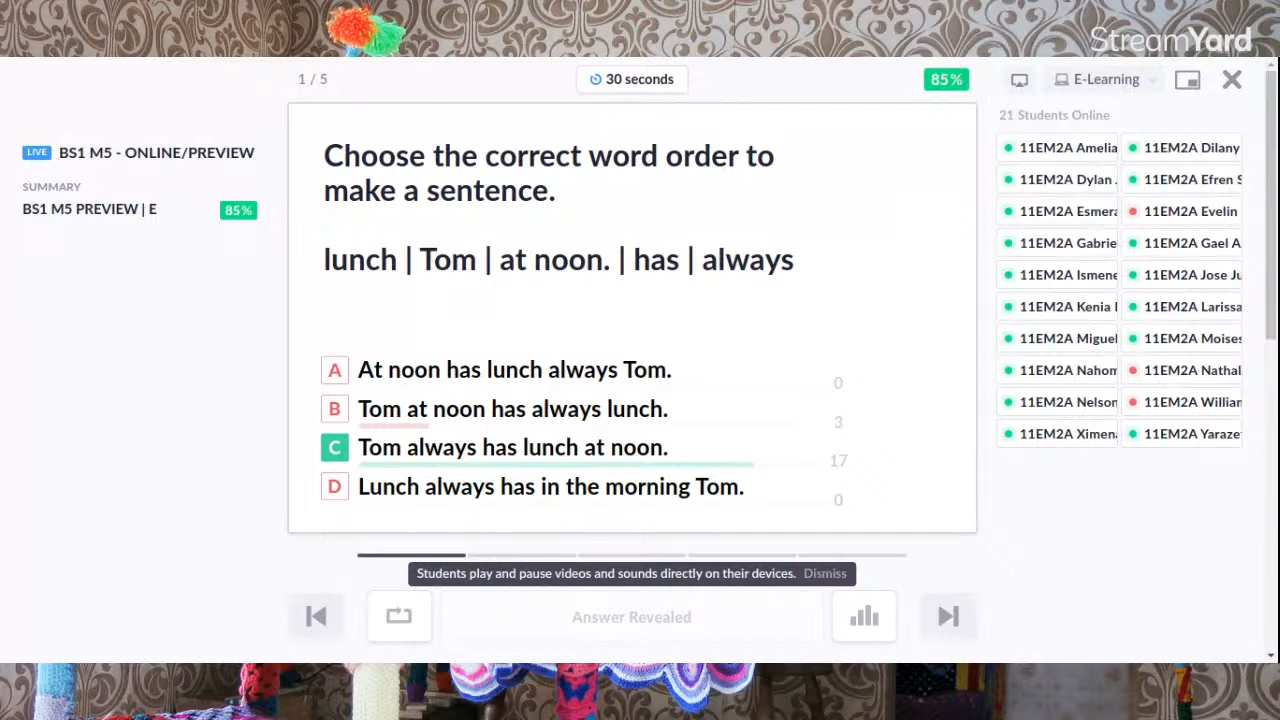 StreamYard
1 / 5
30 seconds
85%
E-Learning
LIVE BS1 M5 - ONLINE/PREVIEW
SUMMARY
BS1 M5 PREVIEW | E
85%
Choose the correct word order to
make a sentence.
lunch | Tom | at noon. | has | always
A At noon has lunch always Tom.
0
B Tom at noon has always lunch.
3
C Tom always has lunch at noon.
17
D Lunch always has in the morning Tom.
0
Students play and pause videos and sounds directly on their devices. Dismiss
Answer Revealed
21 Students Online
11EM2A Amelia 11EM2A Dilany
11EM2A Dylan 11EM2A Efren S
11EM2A Esmera 11EM2A Evelin
11EM2A Gabrie 11EM2A Gael A
11EM2A Ismene 11EM2A Jose Ju
11EM2A Kenia 11EM2A Larissa
11EM2A Miguel 11EM2A Moises
11EM2A Nahom 11EM2A Nathal
11EM2A Nelson 11EM2A William
11EM2A Ximena 11EM2A Yaraze